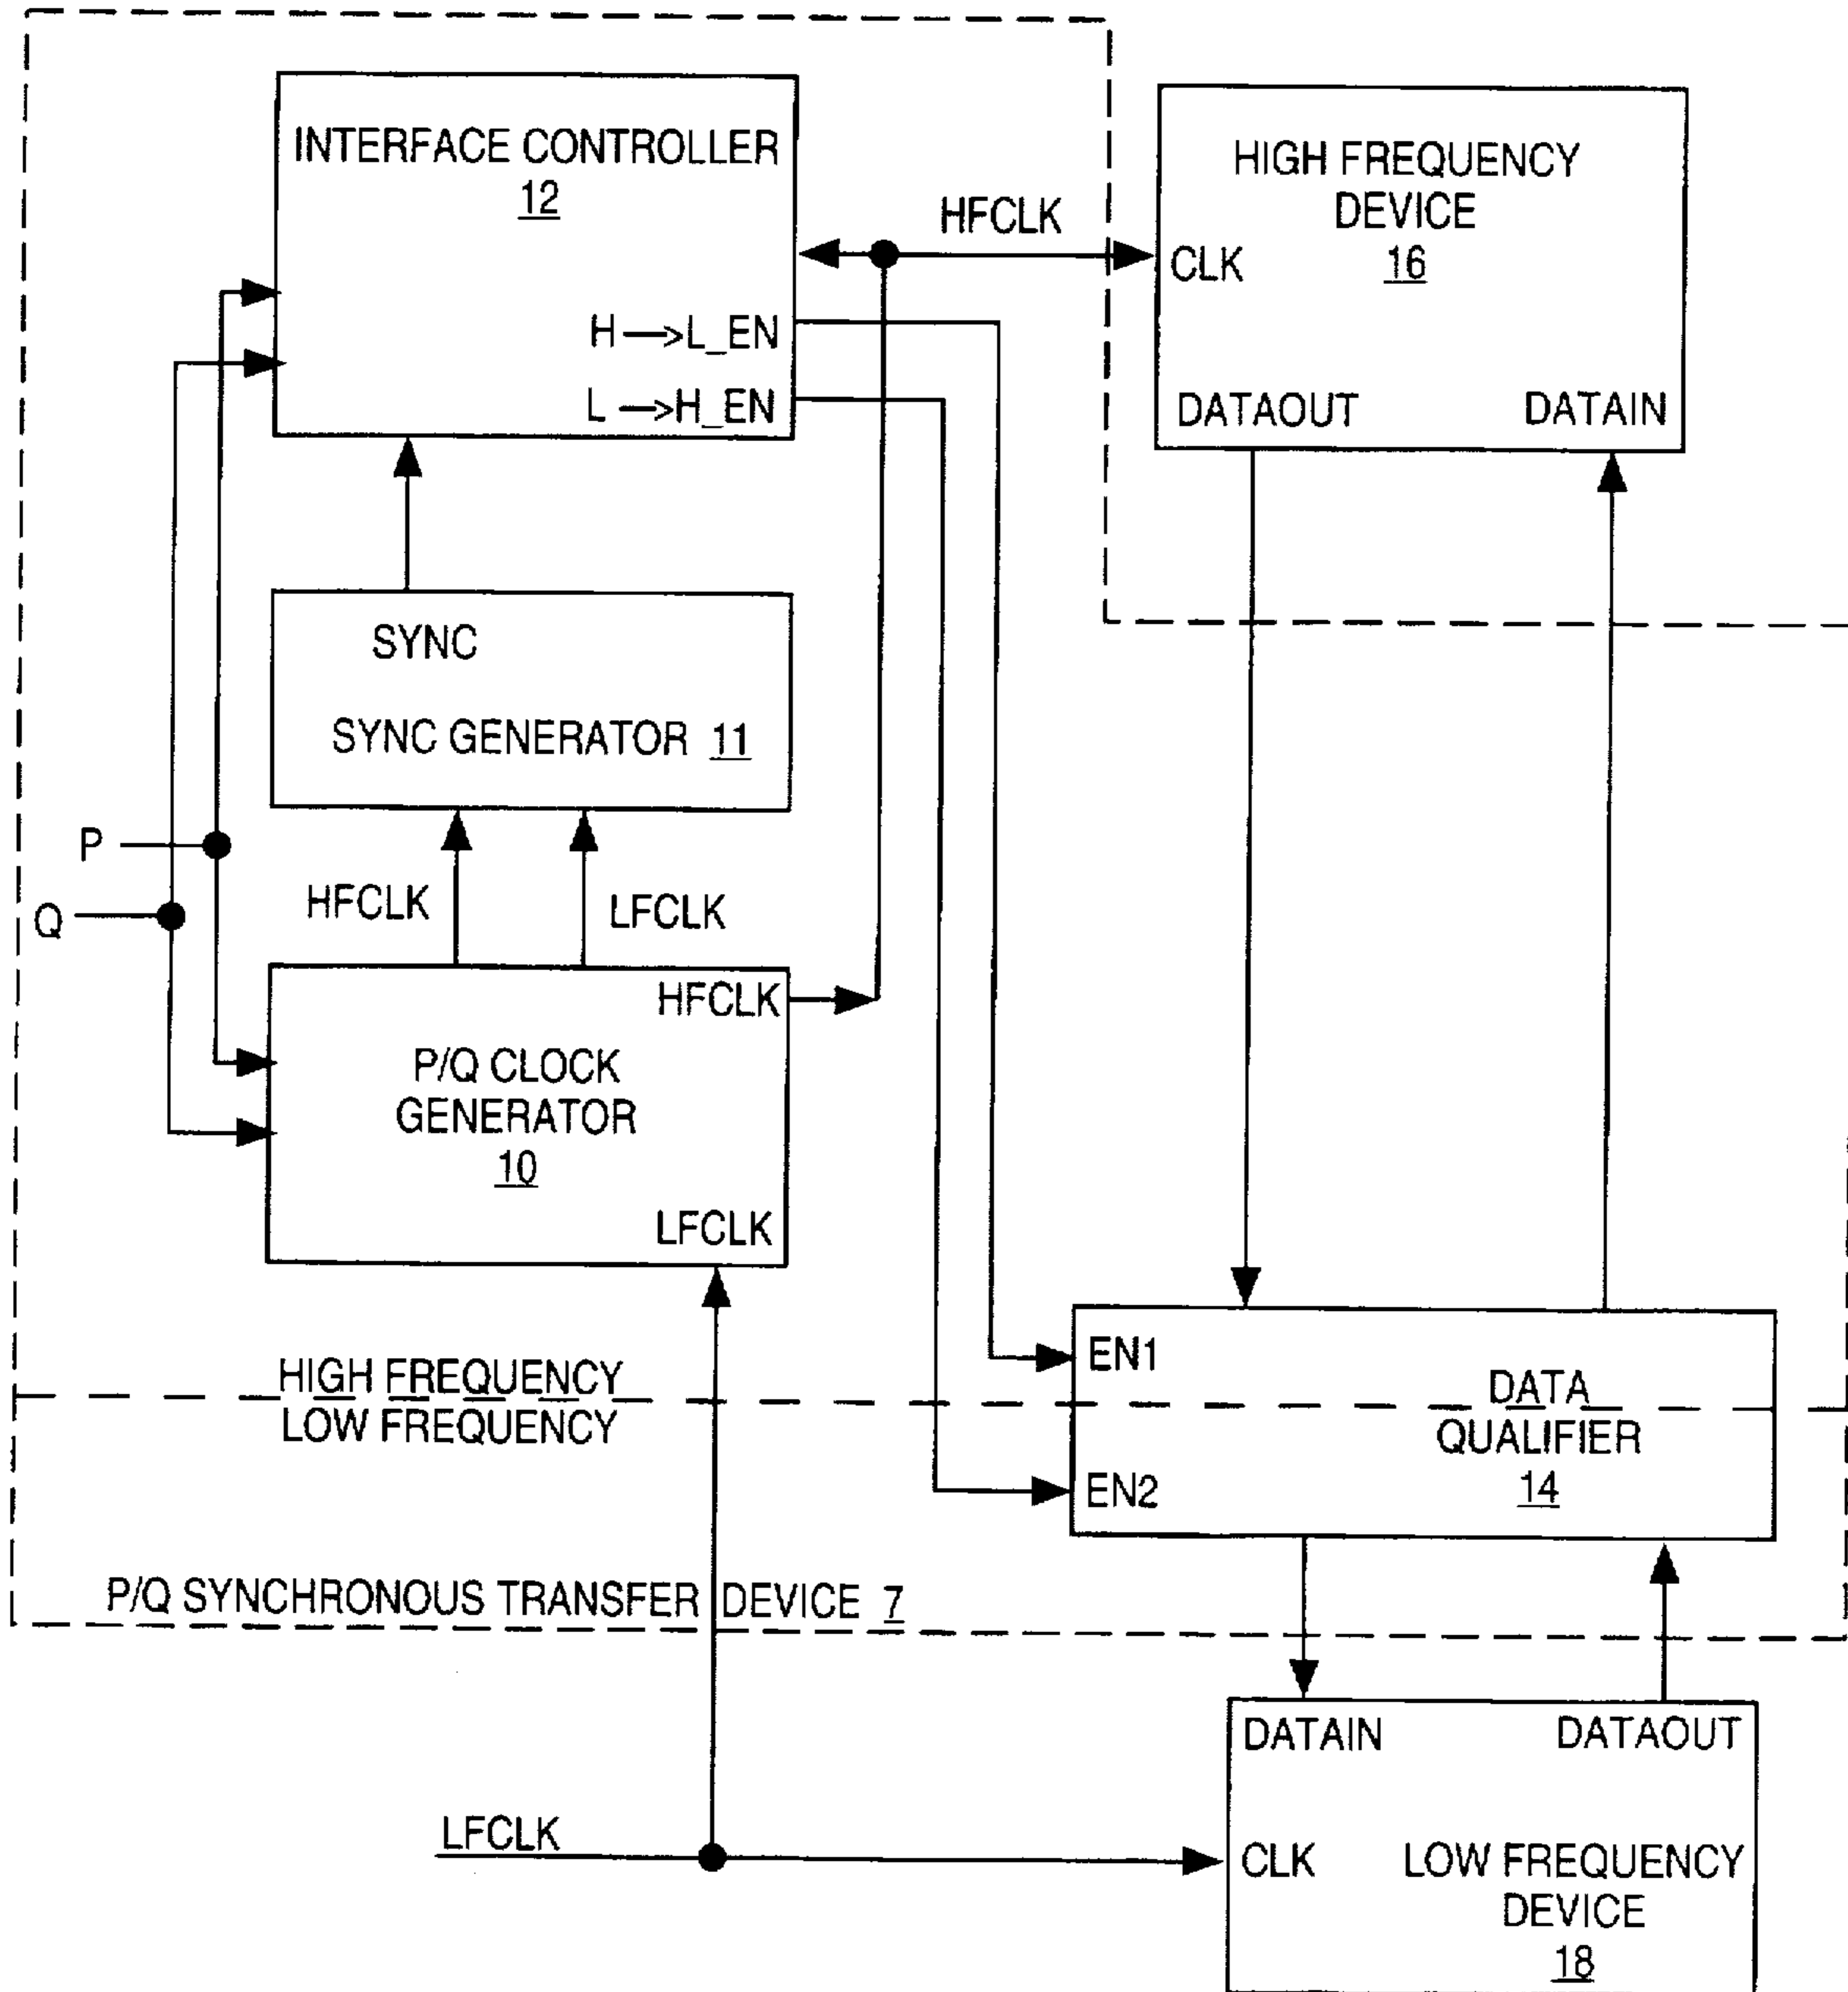 INTERFACE CONTROLLER
12
H —>L_EN
L —>H_EN
HFCLK
HIGH FREQUENCY
DEVICE
16
CLK
DATAOUT
DATAIN
SYNC
SYNC GENERATOR 11
P
Q
HFCLK
LFCLK
HFCLK
P/Q CLOCK
GENERATOR
10
LFCLK
HIGH FREQUENCY
LOW FREQUENCY
EN1
EN2
DATA
QUALIFIER
14
P/Q SYNCHRONOUS TRANSFER DEVICE 7
DATAIN
DATAOUT
LFCLK
CLK
LOW FREQUENCY
DEVICE
18